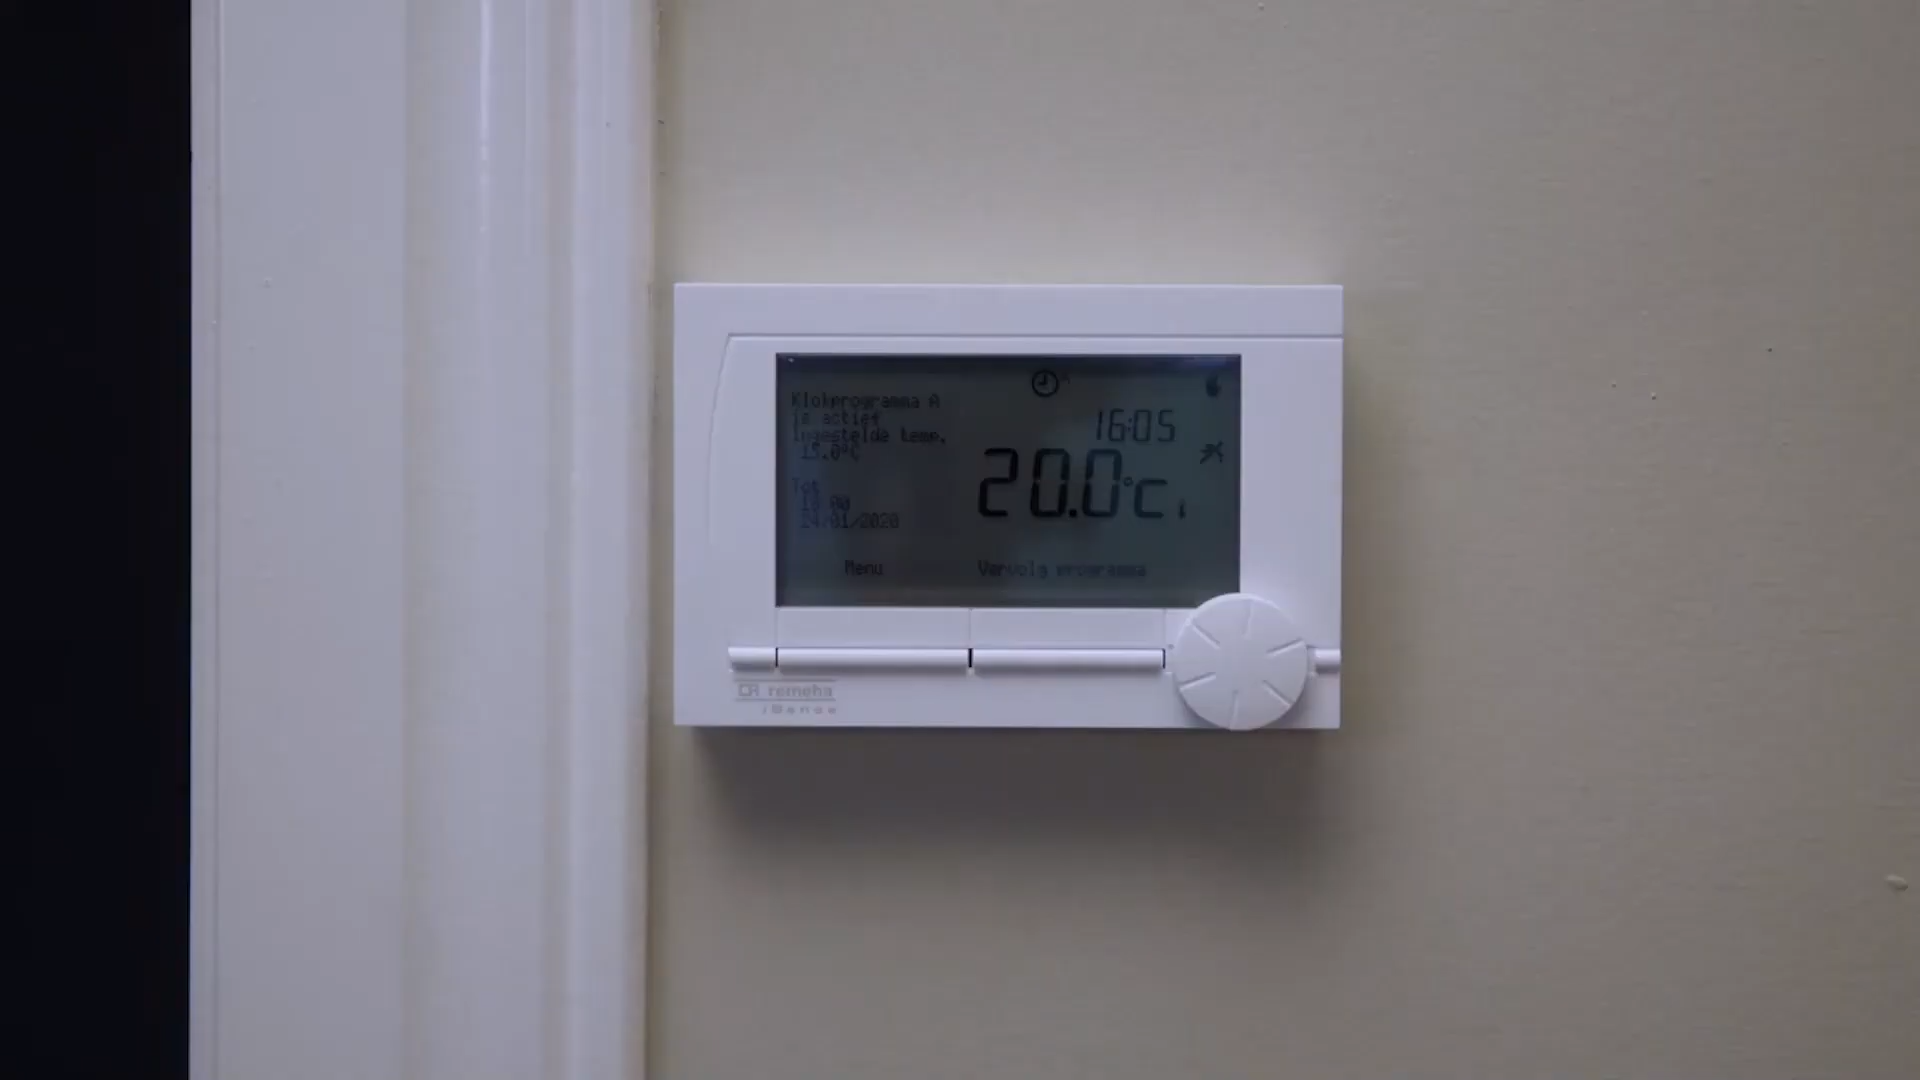 Klokprogramma A
is actief
Ingestelde temp.
15.0°C
Tot
18:00
24/01/2020
16:05
20.0°C
Menu
Vervolg programma
remeha
iSense